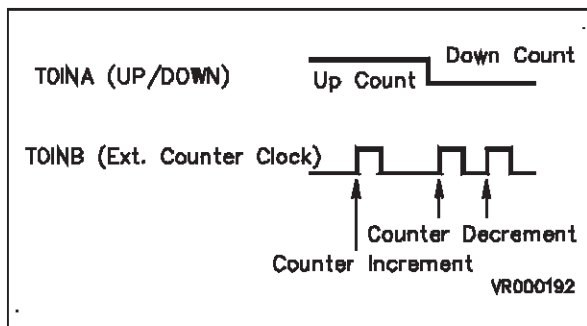 Down Count
TOINA (UP/DOWN)
Up Count
TOINB (Ext. Counter Clock)
Counter Decrement
Counter Increment
VR000192